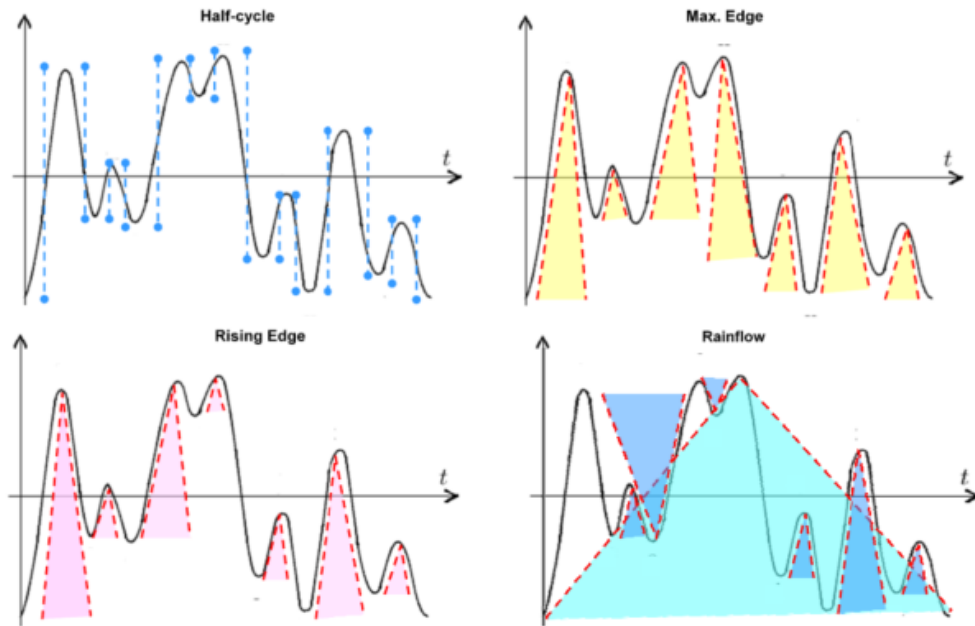 Half-cycle
t
Max. Edge
t
Rising Edge
t
Rainflow
t